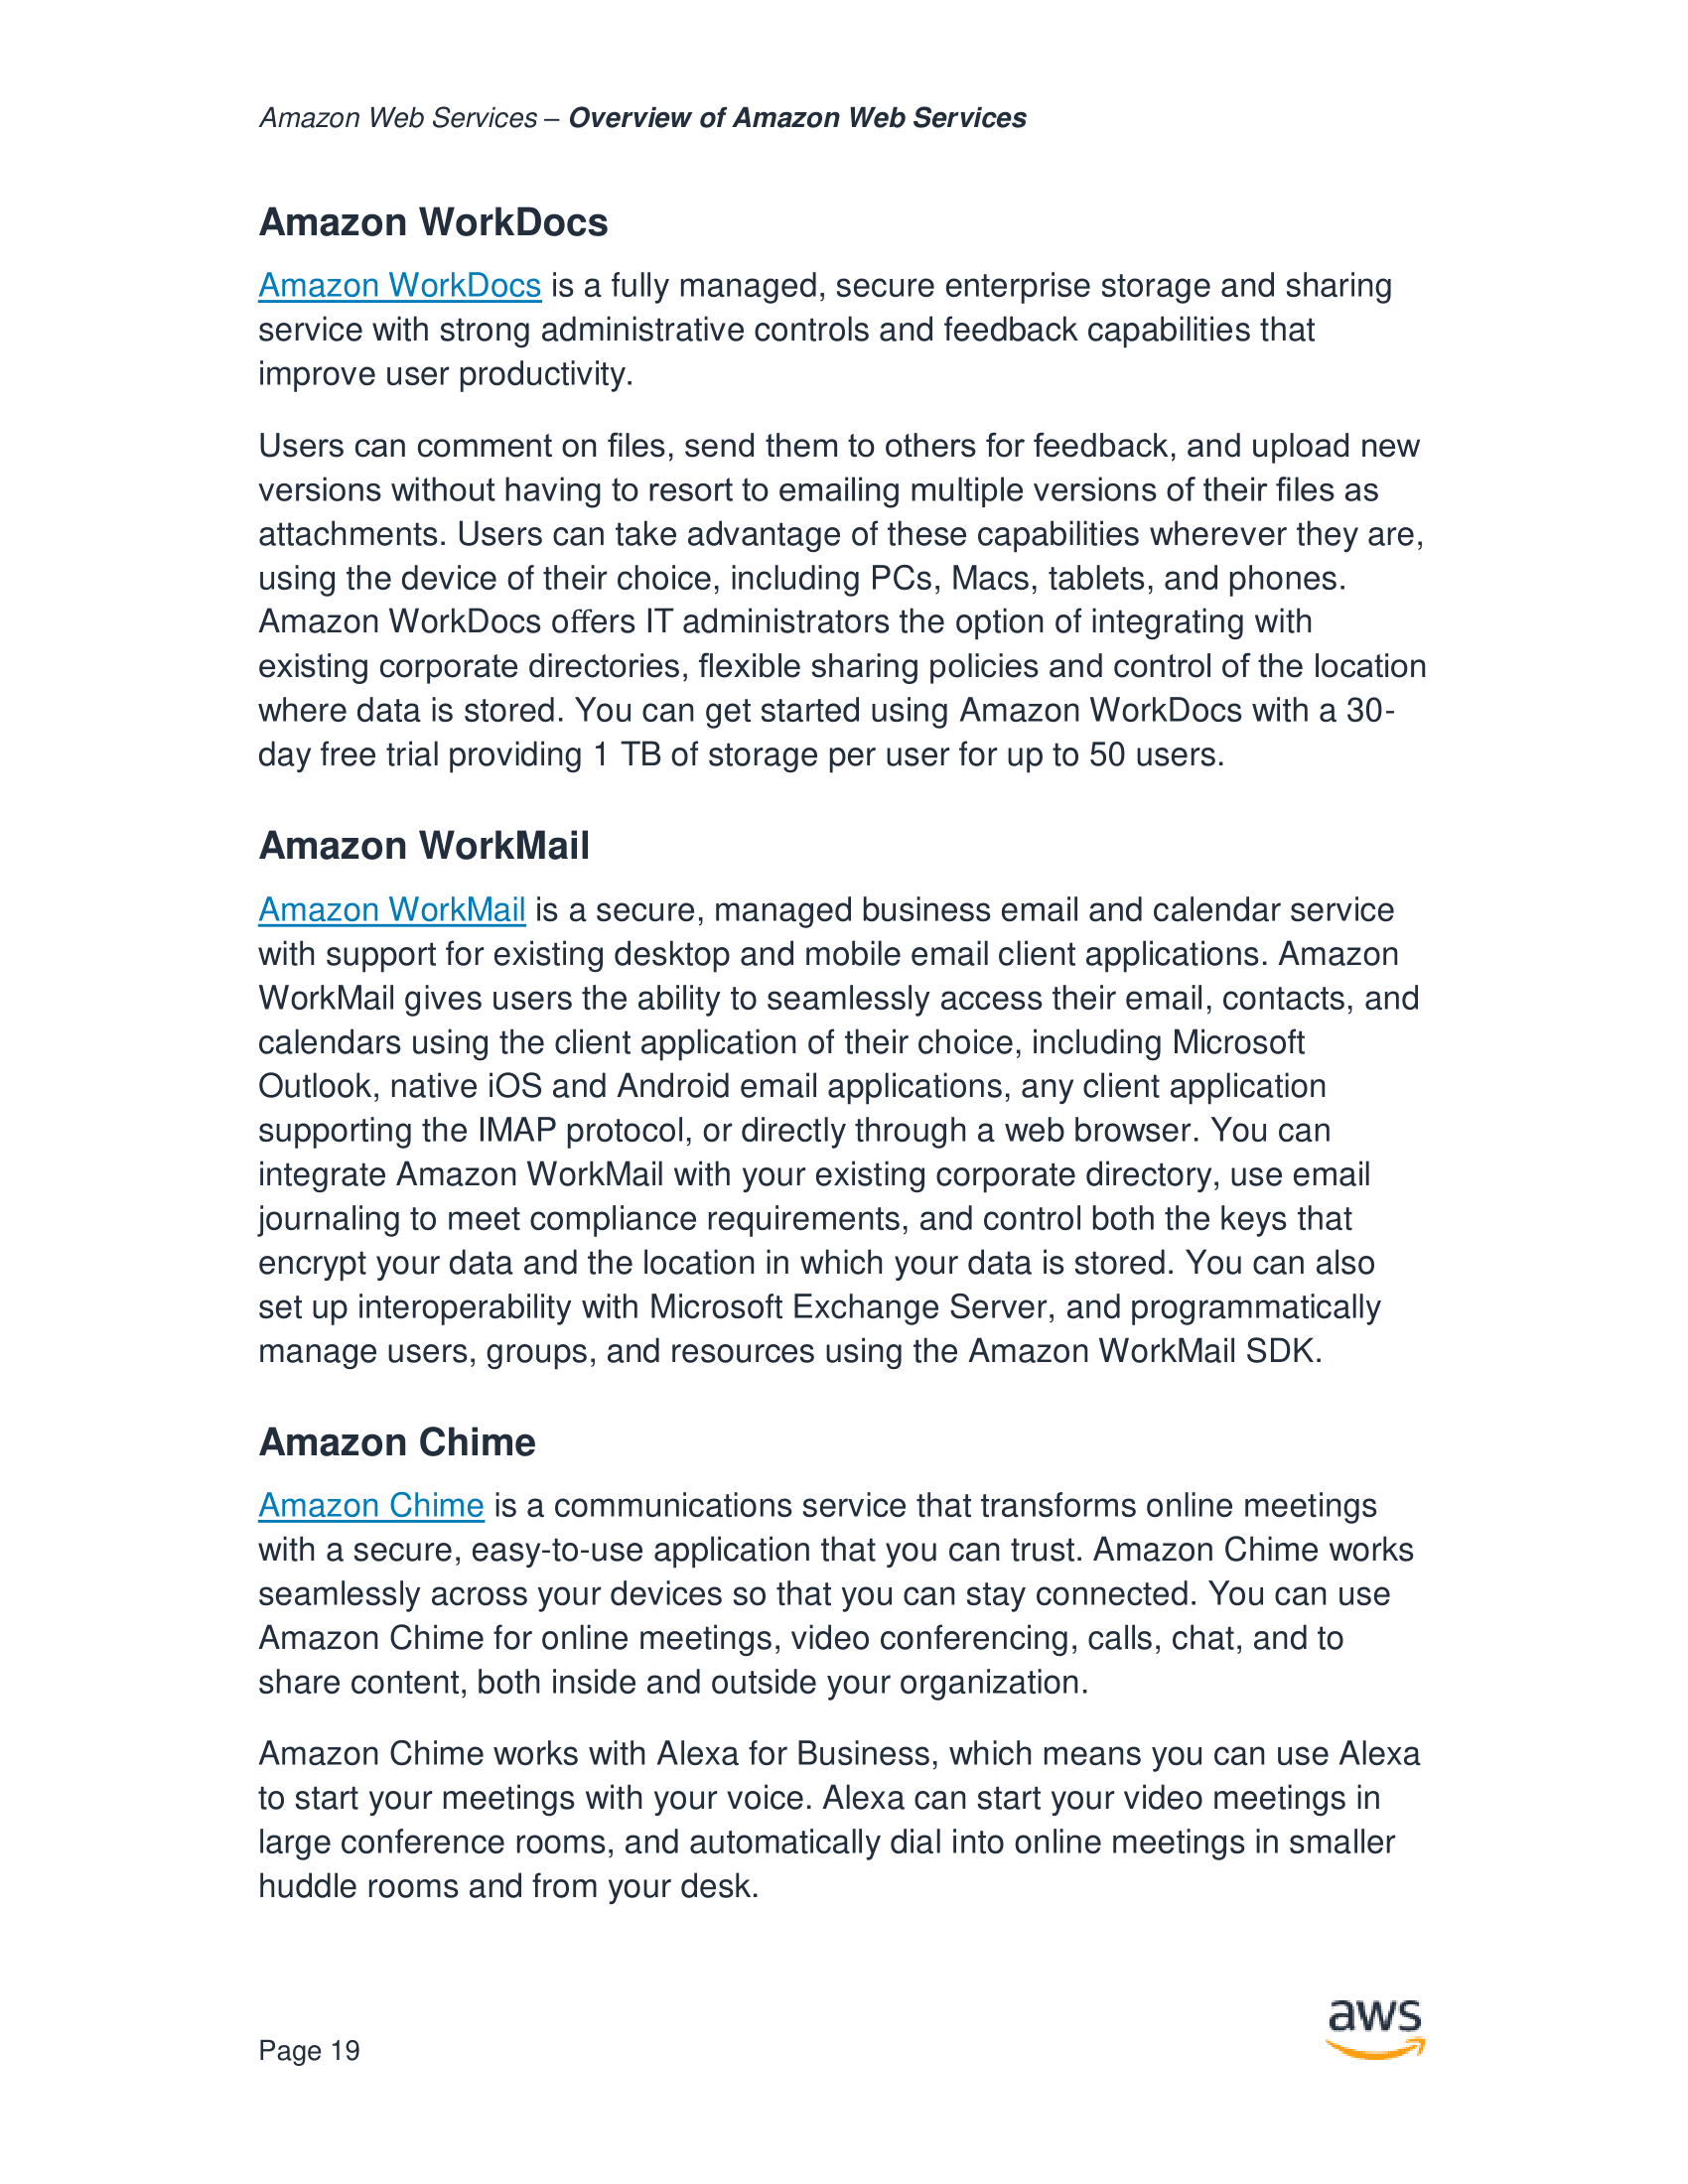 Amazon Web Services – Overview of Amazon Web Services
Amazon WorkDocs
Amazon WorkDocs is a fully managed, secure enterprise storage and sharing
service with strong administrative controls and feedback capabilities that
improve user productivity.
Users can comment on files, send them to others for feedback, and upload new
versions without having to resort to emailing multiple versions of their files as
attachments. Users can take advantage of these capabilities wherever they are,
using the device of their choice, including PCs, Macs, tablets, and phones.
Amazon WorkDocs offers IT administrators the option of integrating with
existing corporate directories, flexible sharing policies and control of the location
where data is stored. You can get started using Amazon WorkDocs with a 30-
day free trial providing 1 TB of storage per user for up to 50 users.
Amazon WorkMail
Amazon WorkMail is a secure, managed business email and calendar service
with support for existing desktop and mobile email client applications. Amazon
WorkMail gives users the ability to seamlessly access their email, contacts, and
calendars using the client application of their choice, including Microsoft
Outlook, native iOS and Android email applications, any client application
supporting the IMAP protocol, or directly through a web browser. You can
integrate Amazon WorkMail with your existing corporate directory, use email
journaling to meet compliance requirements, and control both the keys that
encrypt your data and the location in which your data is stored. You can also
set up interoperability with Microsoft Exchange Server, and programmatically
manage users, groups, and resources using the Amazon WorkMail SDK.
Amazon Chime
Amazon Chime is a communications service that transforms online meetings
with a secure, easy-to-use application that you can trust. Amazon Chime works
seamlessly across your devices so that you can stay connected. You can use
Amazon Chime for online meetings, video conferencing, calls, chat, and to
share content, both inside and outside your organization.
Amazon Chime works with Alexa for Business, which means you can use Alexa
to start your meetings with your voice. Alexa can start your video meetings in
large conference rooms, and automatically dial into online meetings in smaller
huddle rooms and from your desk.
aws
Page 19